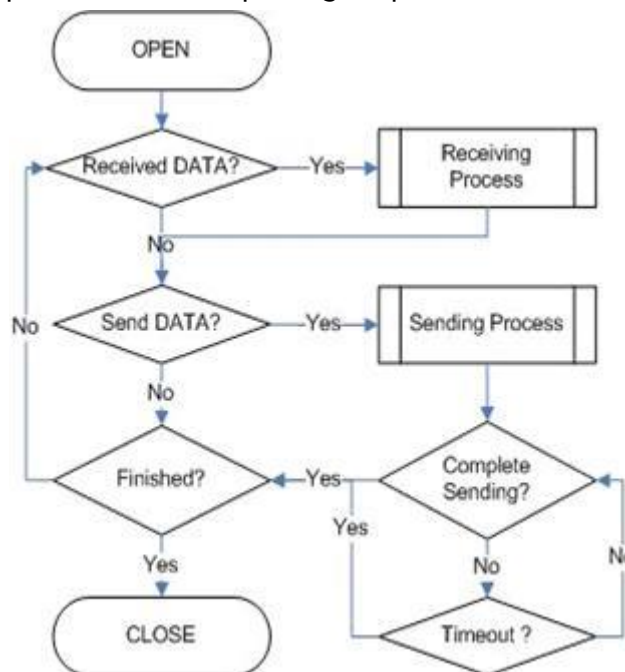 OPEN
Received DATA?
Yes
Receiving
Process
No
Send DATA?
Yes
Sending Process
No
No
Finished?
Yes
Complete
Sending?
Yes
Yes
No
No
CLOSE
Timeout ?